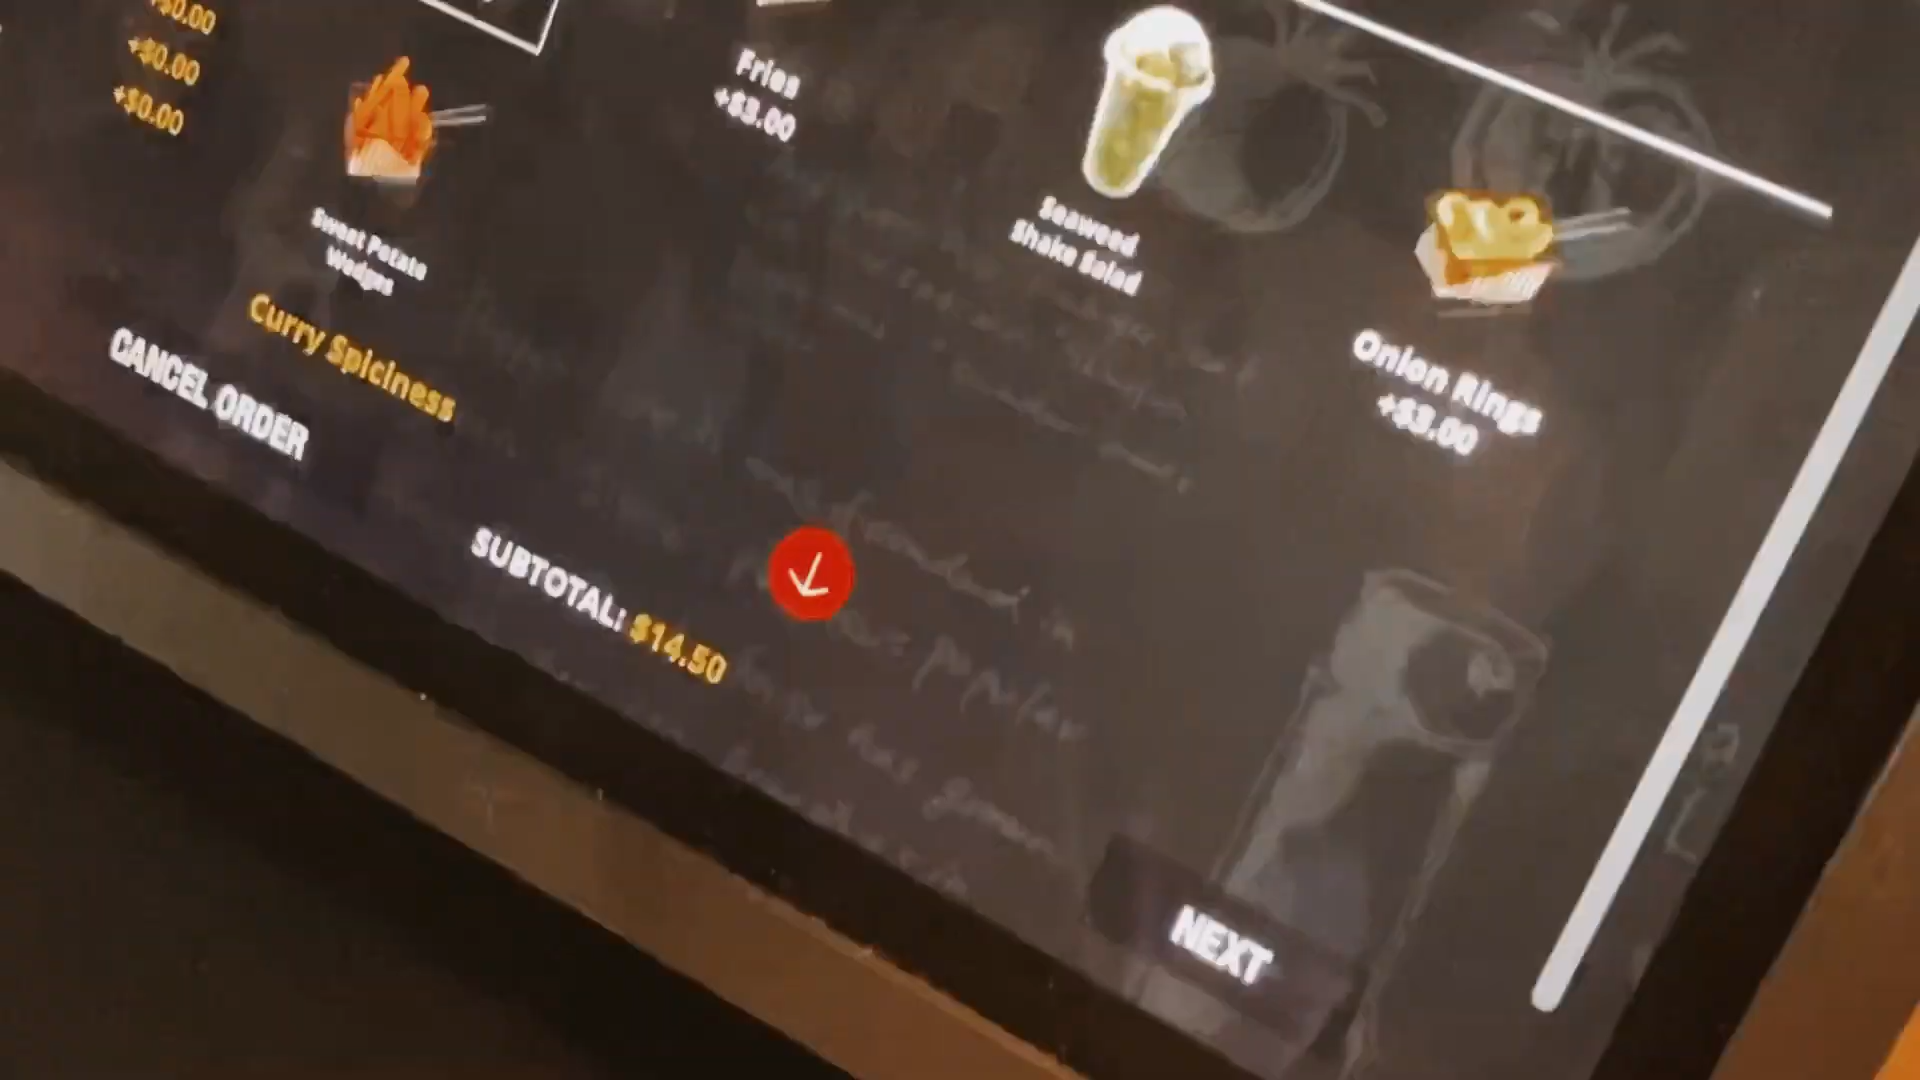 +$0.00
+$0.00
+$0.00
Fries
+$3.00
Sweet Potato
Wedges
Seaweed
Shake Salad
Onion Rings
+$3.00
Curry Spiciness
CANCEL ORDER
SUBTOTAL: $14.50
NEXT